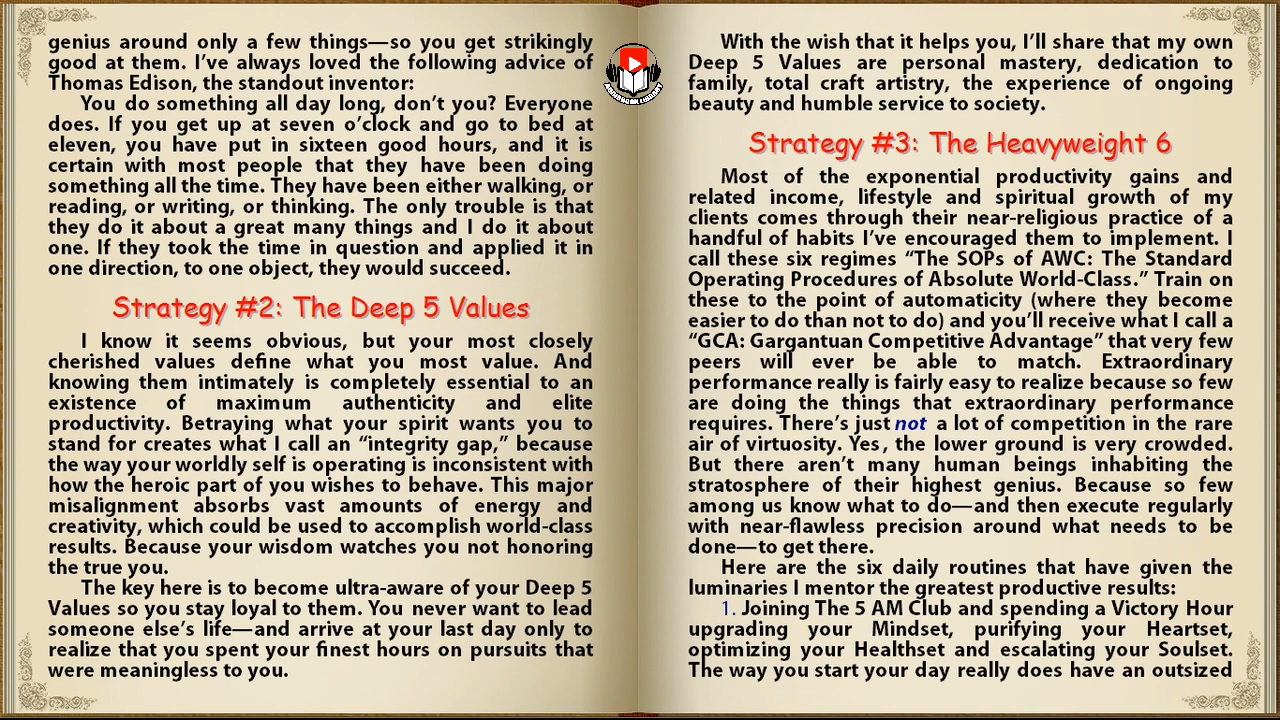 genius around only a few things—so you get strikingly
good at them. I’ve always loved the following advice of
Thomas Edison, the standout inventor:
You do something all day long, don’t you? Everyone
does. If you get up at seven o’clock and go to bed at
eleven, you have put in sixteen good hours, and it is
certain with most people that they have been doing
something all the time. They have been either walking, or
reading, or writing, or thinking. The only trouble is that
they do it about a great many things and I do it about
one. If they took the time in question and applied it in
one direction, to one object, they would succeed.
Strategy #2: The Deep 5 Values
I know it seems obvious, but your most closely
cherished values define what you most value. And
knowing them intimately is completely essential to an
existence of maximum authenticity and elite
productivity. Betraying what your spirit wants you to
stand for creates what I call an “integrity gap,” because
the way your worldly self is operating is inconsistent with
how the heroic part of you wishes to behave. This major
misalignment absorbs vast amounts of energy and
creativity, which could be used to accomplish world-class
results. Because your wisdom watches you not honoring
the true you.
The key here is to become ultra-aware of your Deep 5
Values so you stay loyal to them. You never want to lead
someone else’s life—and arrive at your last day only to
realize that you spent your finest hours on pursuits that
were meaningless to you.
With the wish that it helps you, I’ll share that my own
Deep 5 Values are personal mastery, dedication to
family, total craft artistry, the experience of ongoing
beauty and humble service to society.
Strategy #3: The Heavyweight 6
Most of the exponential productivity gains and
related income, lifestyle and spiritual growth of my
clients comes through their near-religious practice of a
handful of habits I’ve encouraged them to implement. I
call these six regimes “The SOPs of AWC: The Standard
Operating Procedures of Absolute World-Class.” Train on
these to the point of automaticity (where they become
easier to do than not to do) and you’ll receive what I call a
“GCA: Gargantuan Competitive Advantage” that very few
peers will ever be able to match. Extraordinary
performance really is fairly easy to realize because so few
are doing the things that extraordinary performance
requires. There’s just not a lot of competition in the rare
air of virtuosity. Yes, the lower ground is very crowded.
But there aren’t many human beings inhabiting the
stratosphere of their highest genius. Because so few
among us know what to do—and then execute regularly
with near-flawless precision around what needs to be
done—to get there.
Here are the six daily routines that have given the
luminaries I mention the greatest productive results:
1. Joining The 5 AM Club and spending a Victory Hour
upgrading your Mindset, purifying your Heartset,
optimizing your Healthset and escalating your Soulset.
The way you start your day really does have an outsized